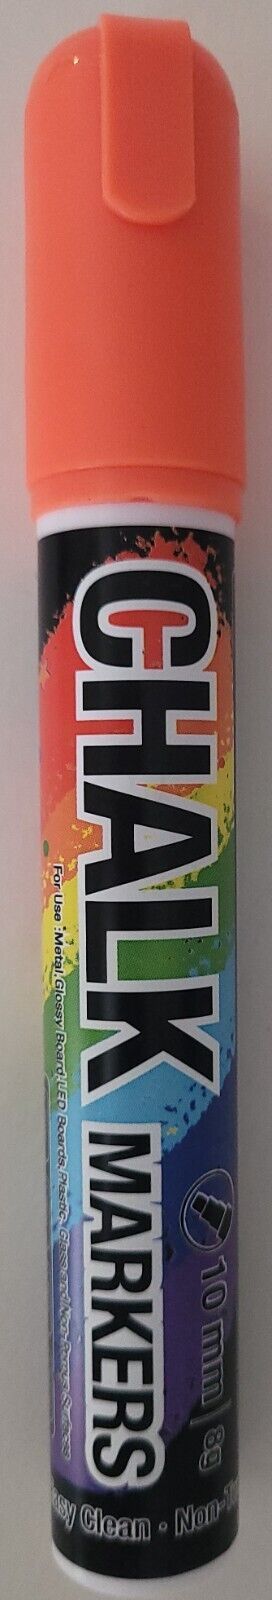 CHALK MARKERS
10 mm | 8g
For Use :Metal,Glossy Board,LED Boards,Plastic, Glass and Non-Porous Surfaces
Clean · Non-